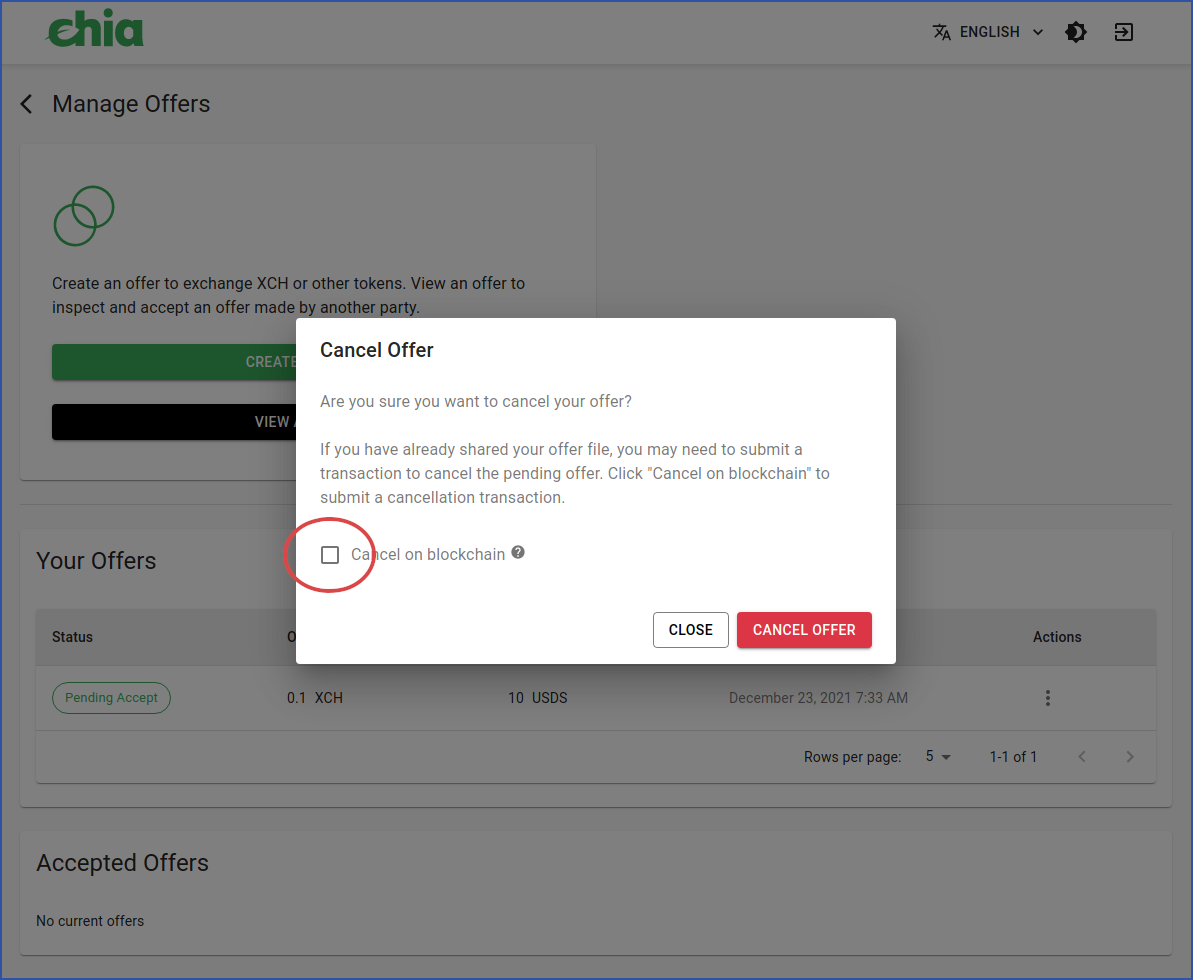 chia
ENGLISH
Manage Offers
Create an offer to exchange XCH or other tokens. View an offer to
inspect and accept an offer made by another party.
CREATE
VIEW
Cancel Offer
Are you sure you want to cancel your offer?
If you have already shared your offer file, you may need to submit a
transaction to cancel the pending offer. Click "Cancel on blockchain" to
submit a cancellation transaction.
Cancel on blockchain
CLOSE CANCEL OFFER
Your Offers
Status Actions
Pending Accept 0.1 XCH 10 USDS December 23, 2021 7:33 AM
Rows per page: 5 1-1 of 1
Accepted Offers
No current offers